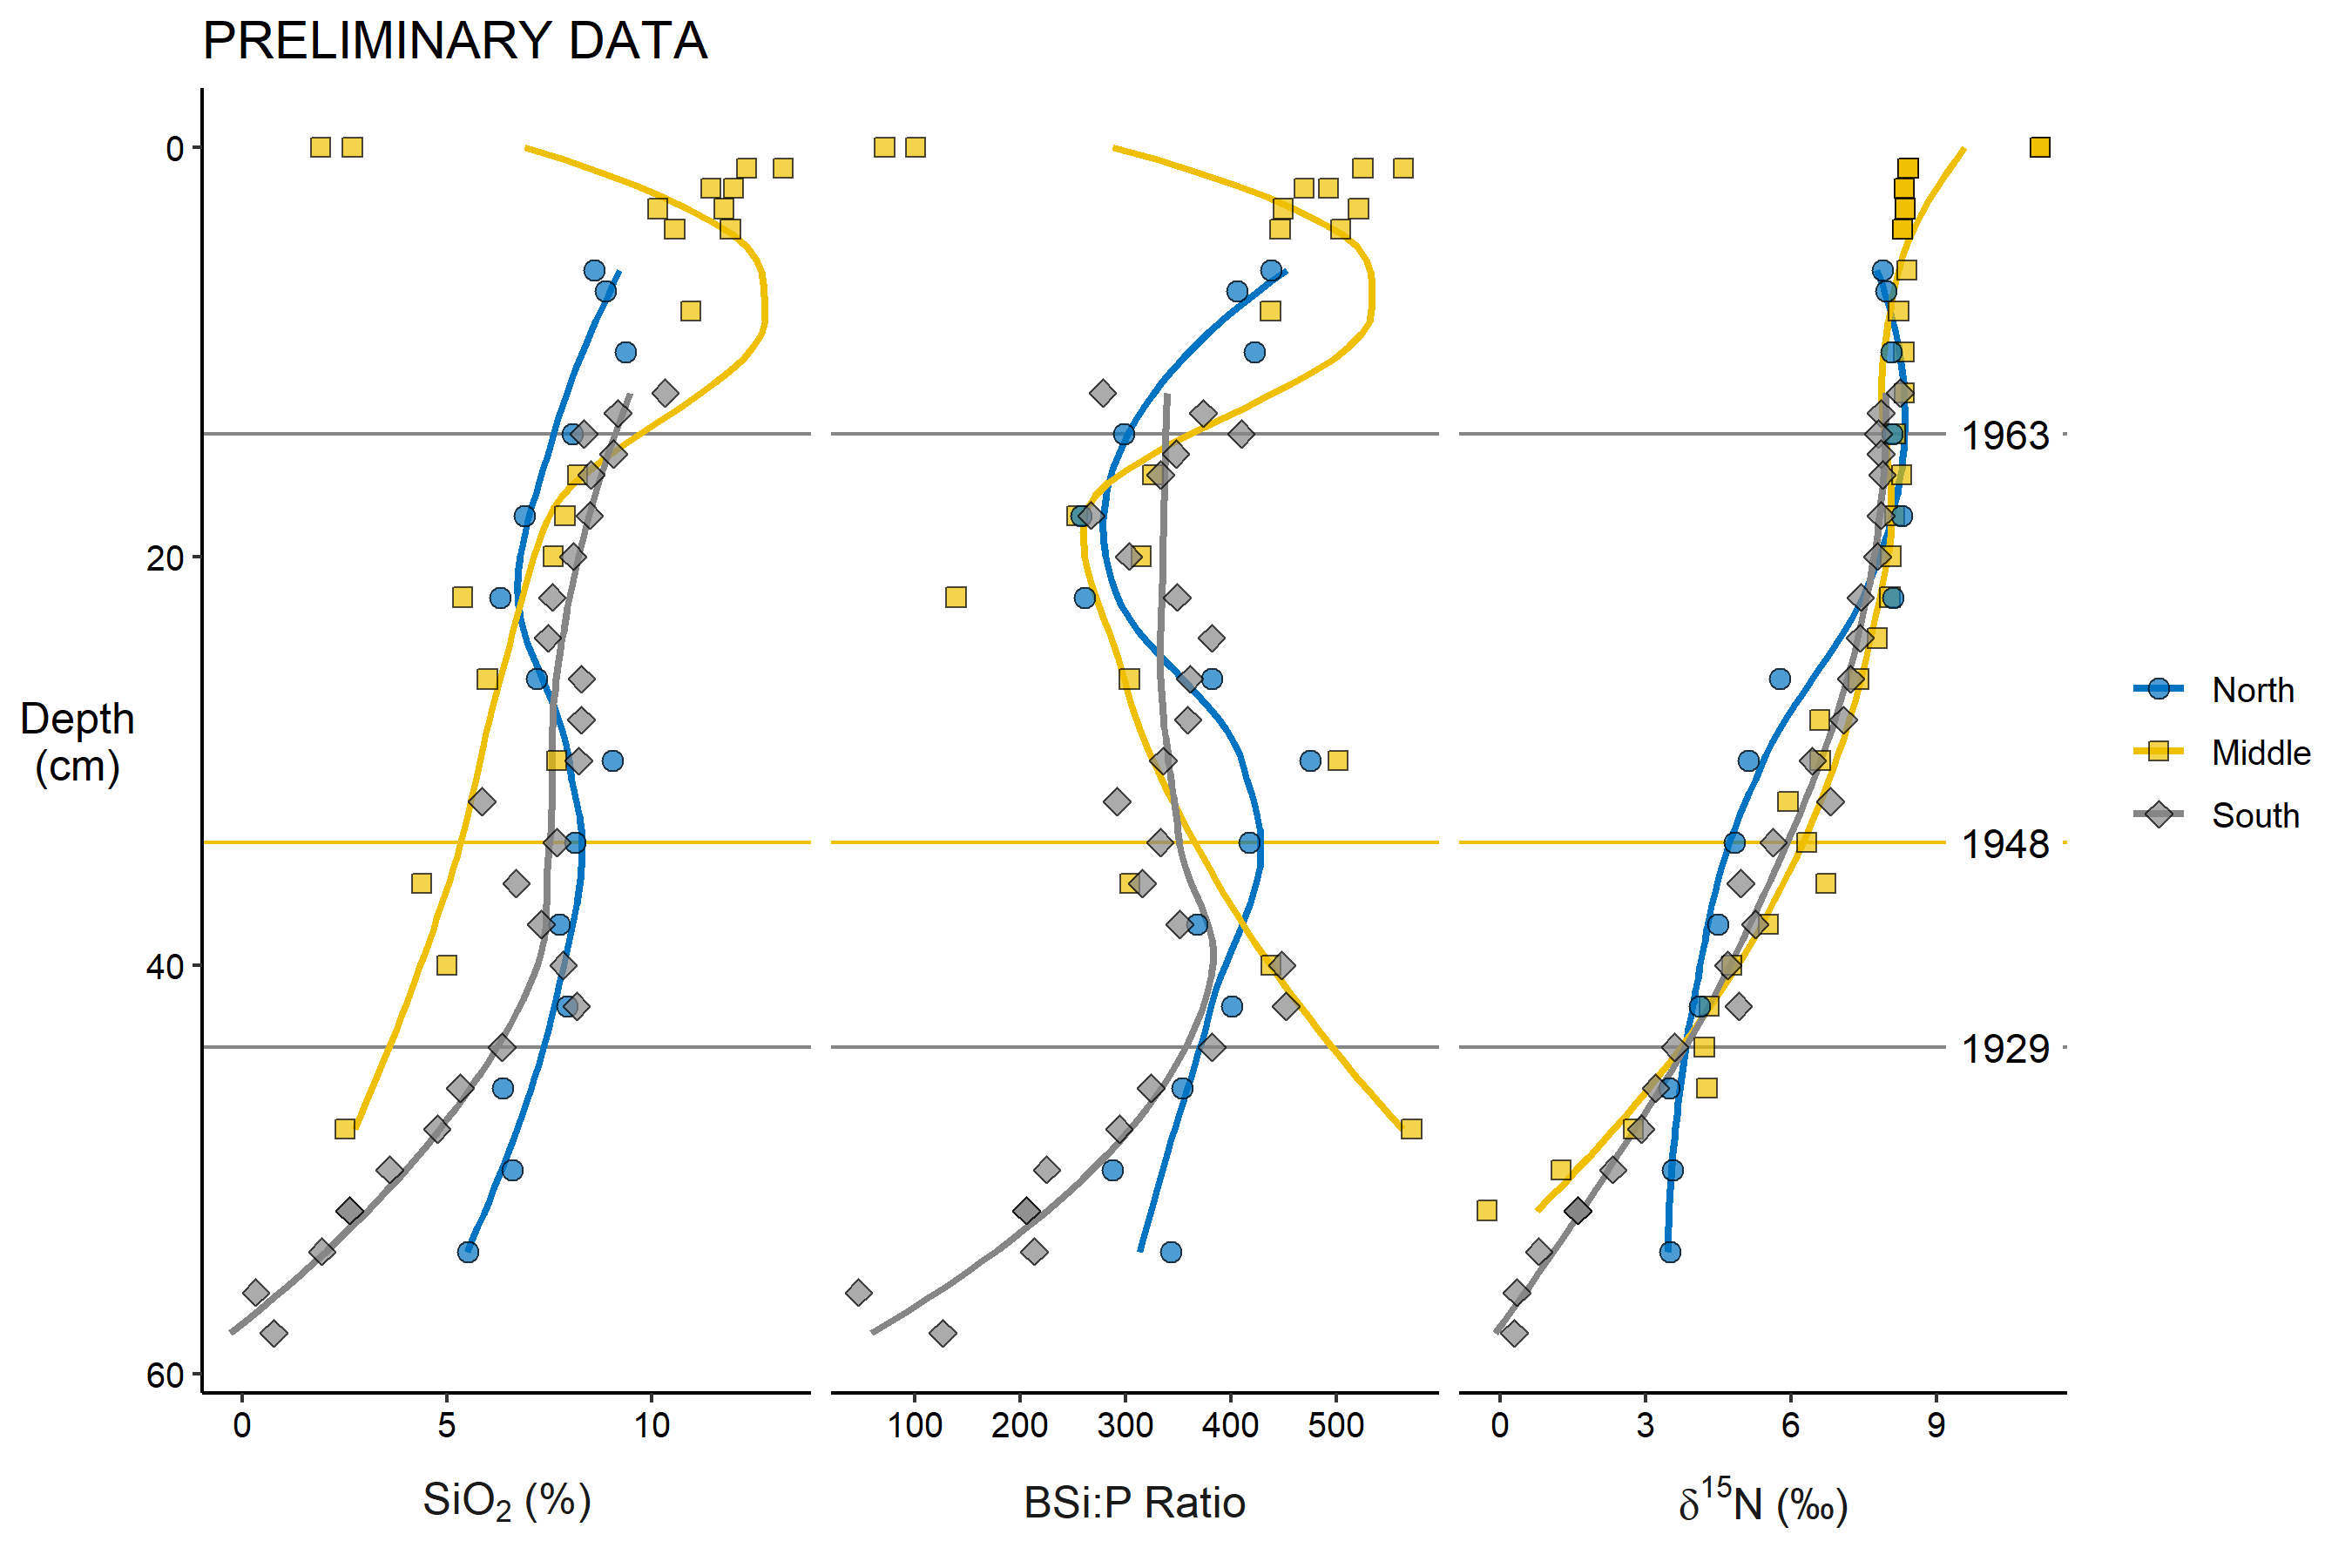 PRELIMINARY DATA
0
20
40
60
Depth
(cm)
1963
1948
1929
0 5 10
100 200 300 400 500
0 3 6 9
SiO₂ (%)
BSi:P Ratio
δ¹⁵N (‰)
North
Middle
South